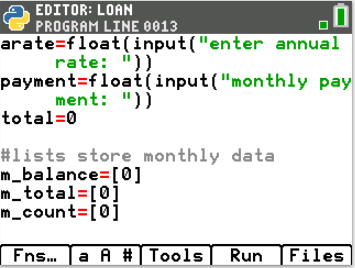 EDITOR: LOAN
PROGRAM LINE 0013
arate=float(input("enter annual
rate: "))
payment=float(input("monthly pay
ment: "))
total=0
#lists store monthly data
m_balance=[0]
m_total=[0]
m_count=[0]
Fns… a A # Tools Run Files